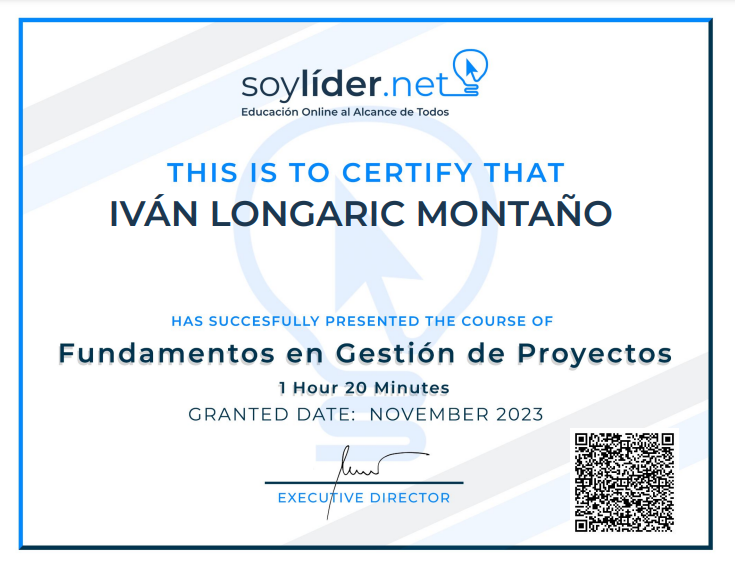 soylíder.net
Educación Online al Alcance de Todos
THIS IS TO CERTIFY THAT
IVÁN LONGARIC MONTAÑO
HAS SUCCESFULLY PRESENTED THE COURSE OF
Fundamentos en Gestión de Proyectos
1 Hour 20 Minutes
GRANTED DATE: NOVEMBER 2023
EXECUTIVE DIRECTOR